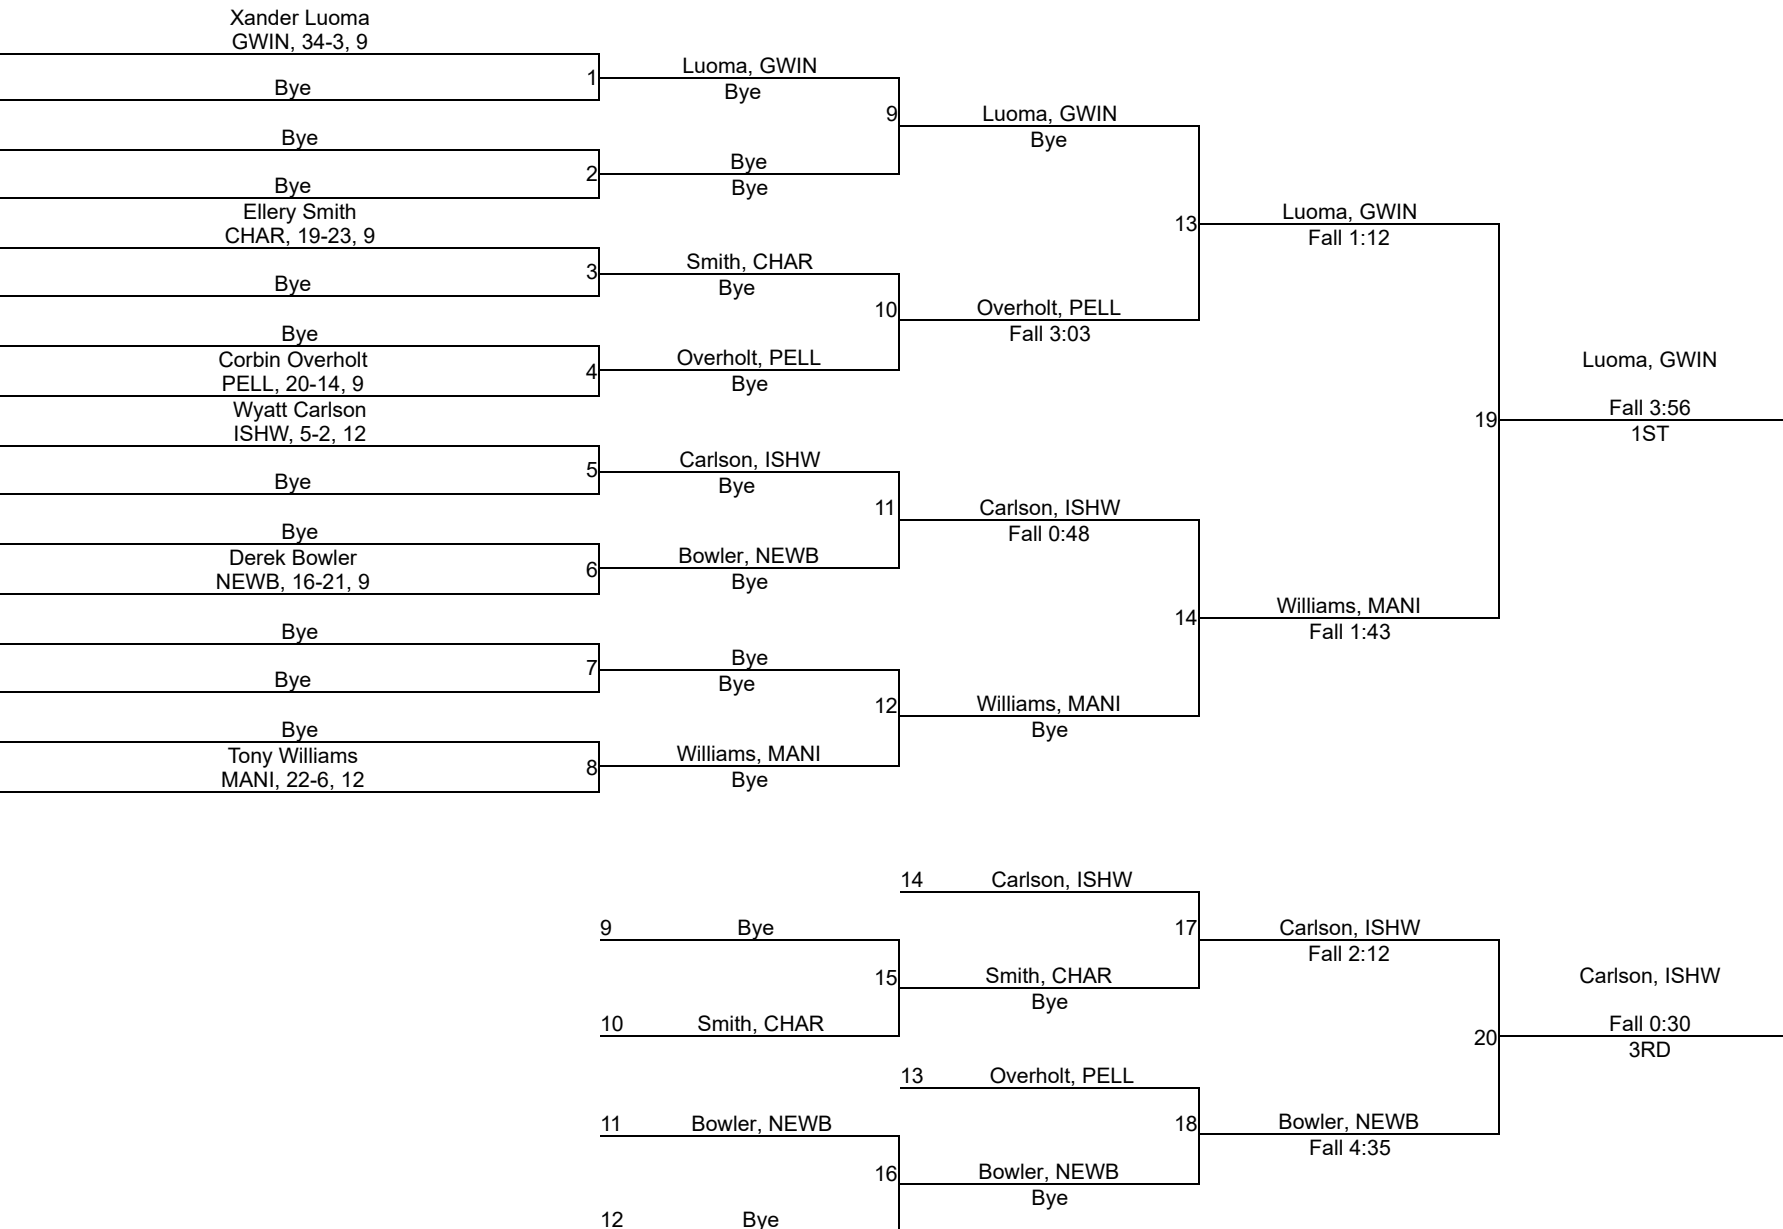 Xander Luoma
GWIN, 34-3, 9
Bye
1
Bye
Bye
2
Ellery Smith
CHAR, 19-23, 9
Bye
3
Bye
Corbin Overholt
PELL, 20-14, 9
4
Wyatt Carlson
ISHW, 5-2, 12
Bye
5
Bye
Derek Bowler
NEWB, 16-21, 9
6
Bye
Bye
7
Bye
Tony Williams
MANI, 22-6, 12
8
Luoma, GWIN
Bye
9
Bye
Bye
Smith, CHAR
Bye
10
Overholt, PELL
Bye
Carlson, ISHW
Bye
11
Bowler, NEWB
Bye
Bye
Bye
12
Williams, MANI
Bye
Luoma, GWIN
Bye
13
Overholt, PELL
Fall 3:03
Carlson, ISHW
Fall 0:48
14
Williams, MANI
Bye
Luoma, GWIN
Fall 1:12
19
Williams, MANI
Fall 1:43
Luoma, GWIN
Fall 3:56
1ST
14 Carlson, ISHW
9 Bye
17
15
Smith, CHAR
Bye
10 Smith, CHAR
13 Overholt, PELL
11 Bowler, NEWB
18
16
Bowler, NEWB
Bye
12 Bye
Carlson, ISHW
Fall 2:12
20
Bowler, NEWB
Fall 4:35
Carlson, ISHW
Fall 0:30
3RD